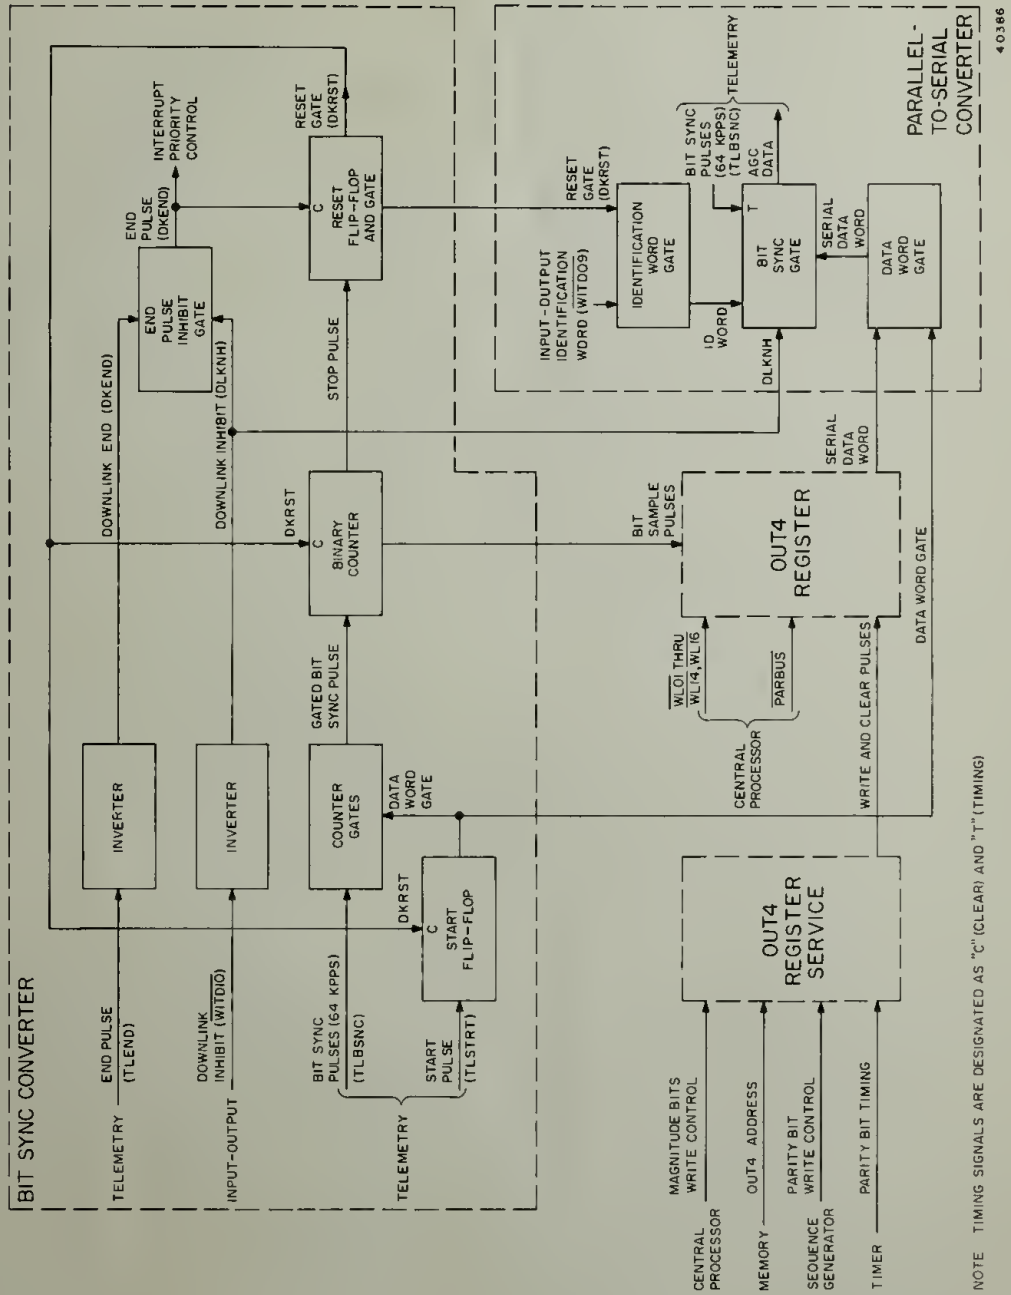 BIT SYNC CONVERTER
TELEMETRY
END PULSE
(TLEND)
INVERTER
DOWNLINK END (DKEND)
END
PULSE
INHIBIT
GATE
END
PULSE
(DKEND)
INTERRUPT
PRIORITY
CONTROL
INPUT-OUTPUT
DOWNLINK
INHIBIT (WITD10)
INVERTER
DOWNLINK INHIBIT (DLKNH)
TELEMETRY
BIT SYNC
PULSES (64 KPPS)
(TLBSNC)
COUNTER
GATES
GATED BIT
SYNC PULSE
DKRST
C
BINARY
COUNTER
STOP PULSE
C
RESET
FLIP-FLOP
AND GATE
RESET
GATE
(DKRST)
START
PULSE
(TLSTRT)
DKRST
C
START
FLIP-FLOP
DATA
WORD
GATE
BIT
SAMPLE
PULSES
RESET
GATE
(DKRST)
INPUT-OUTPUT
IDENTIFICATION
WORD (WITD09)
IDENTIFICATION
WORD
GATE
ID
WORD
BIT SYNC
PULSES
(64 KPPS)
(TLBSNC)
TELEMETRY
DLKNH
T
BIT
SYNC
GATE
AGC
DATA
SERIAL
DATA
WORD
DATA
WORD
GATE
PARALLEL-
TO-SERIAL
CONVERTER
CENTRAL
PROCESSOR
WL01 THRU
WL14, WL16
PARBUS
OUT4
REGISTER
SERIAL
DATA
WORD
WRITE AND CLEAR PULSES
DATA WORD GATE
CENTRAL
PROCESSOR
MAGNITUDE BITS
WRITE CONTROL
MEMORY
OUT4 ADDRESS
SEQUENCE
GENERATOR
PARITY BIT
WRITE CONTROL
TIMER
PARITY BIT TIMING
OUT4
REGISTER
SERVICE
NOTE TIMING SIGNALS ARE DESIGNATED AS "C" (CLEAR) AND "T" (TIMING)
40386